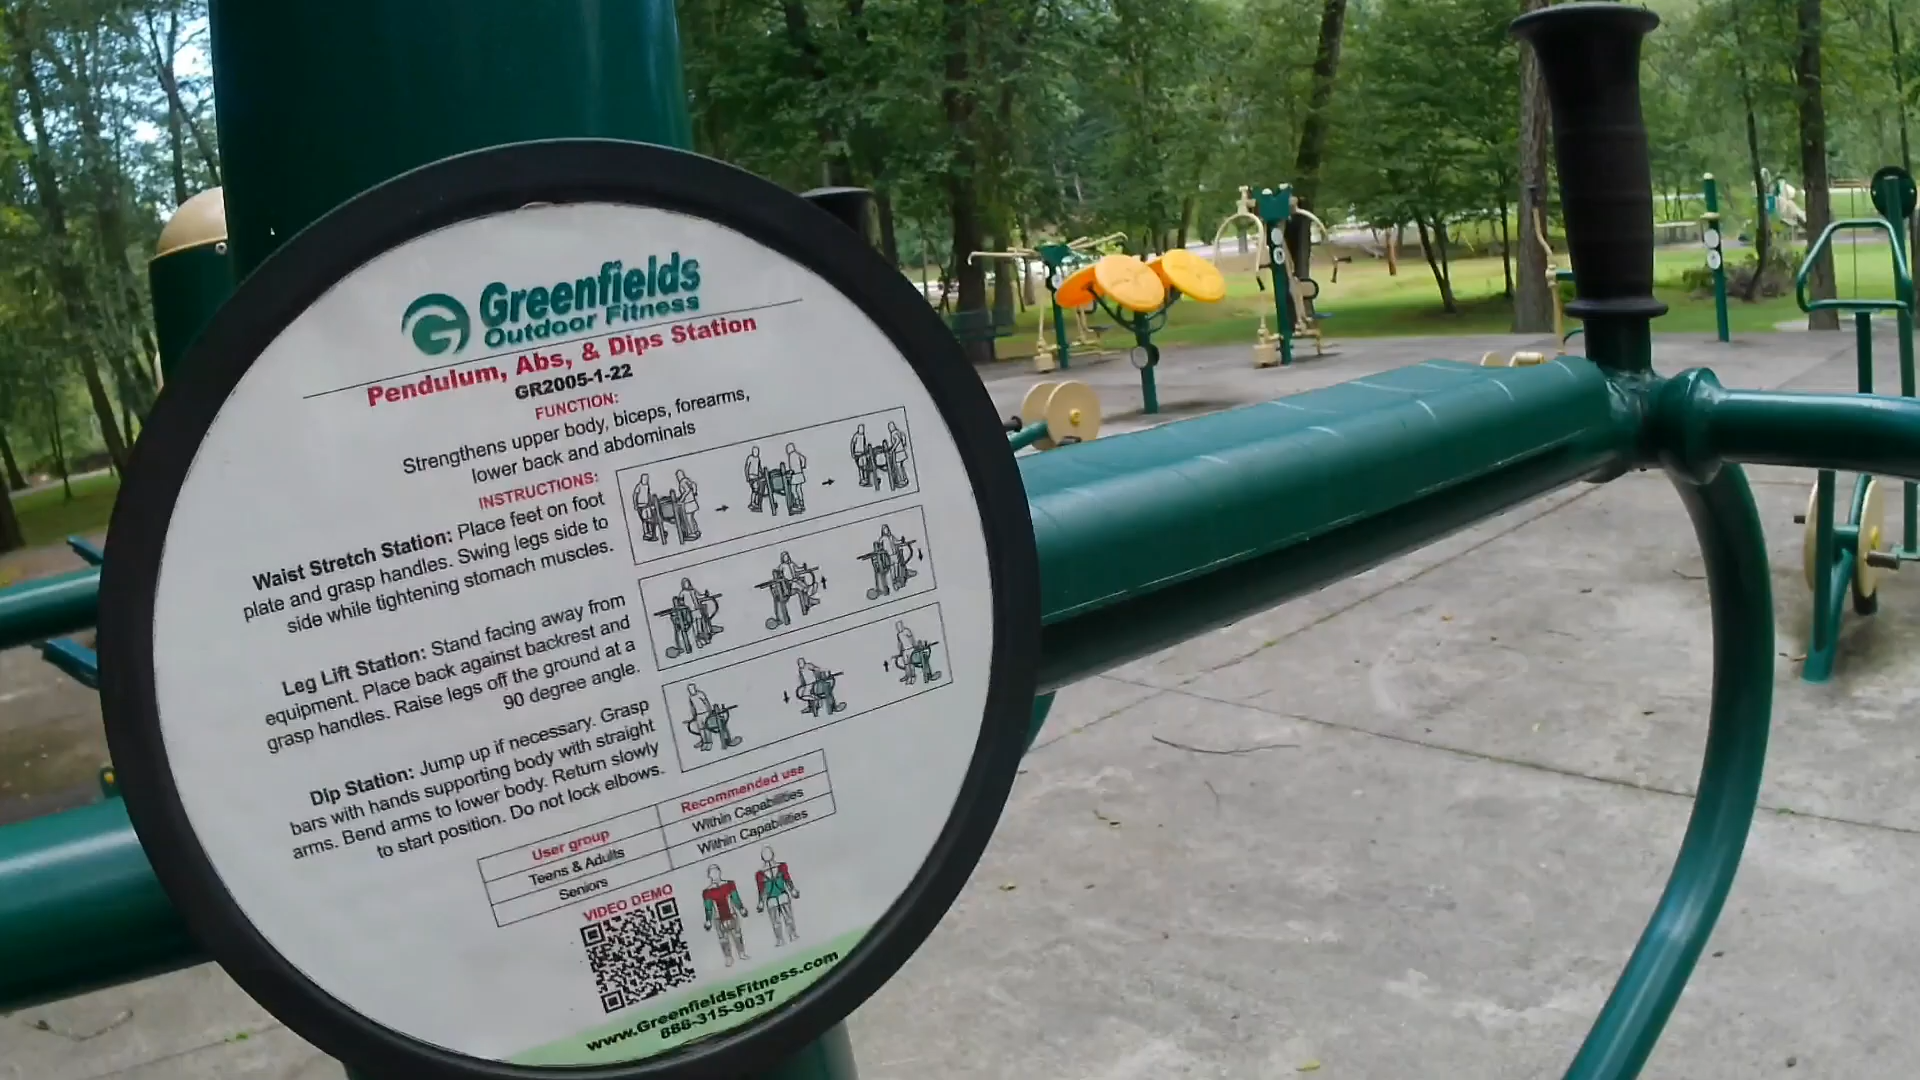 Greenfields
Outdoor Fitness
Pendulum, Abs, & Dips Station
GR2005-1-22
FUNCTION:
Strengthens upper body, biceps, forearms,
lower back and abdominals
INSTRUCTIONS:
Waist Stretch Station: Place feet on foot
plate and grasp handles. Swing legs side to
side while tightening stomach muscles.
Leg Lift Station: Stand facing away from
equipment. Place back against backrest and
grasp handles. Raise legs off the ground at a
90 degree angle.
Dip Station: Jump up if necessary. Grasp
bars with hands supporting body with straight
arms. Bend arms to lower body. Return slowly
to start position. Do not lock elbows.
User group Recommended use
Teens & Adults Within Capabilities
Seniors Within Capabilities
VIDEO DEMO
www.GreenfieldsFitness.com
888-315-9037